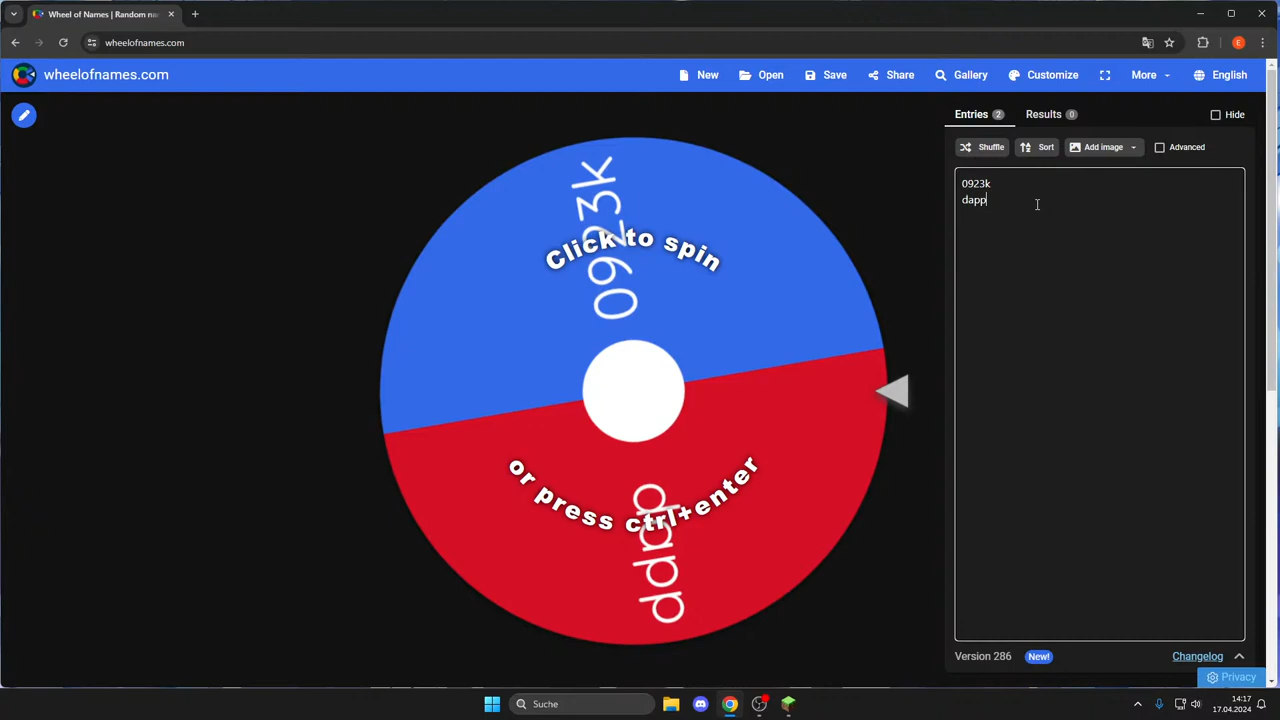 Wheel of Names | Random na
wheelofnames.com
E
wheelofnames.com
New
Open
Save
Share
Gallery
Customize
More
English
Entries 2
Results 0
Hide
Shuffle
Sort
Add image
Advanced
0923k
dapp
0923k
Click to spin
or press ctrl+enter
dapp
Version 286
New!
Changelog
Privacy
Suche
14:17
17.04.2024